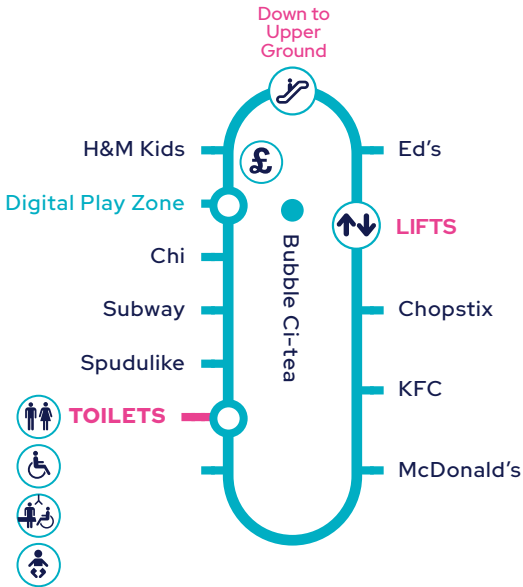 Down to
Upper
Ground
H&M Kids
£
Ed's
Digital Play Zone
LIFTS
Chi
Bubble Ci-tea
Subway
Chopstix
Spudulike
KFC
TOILETS
McDonald's